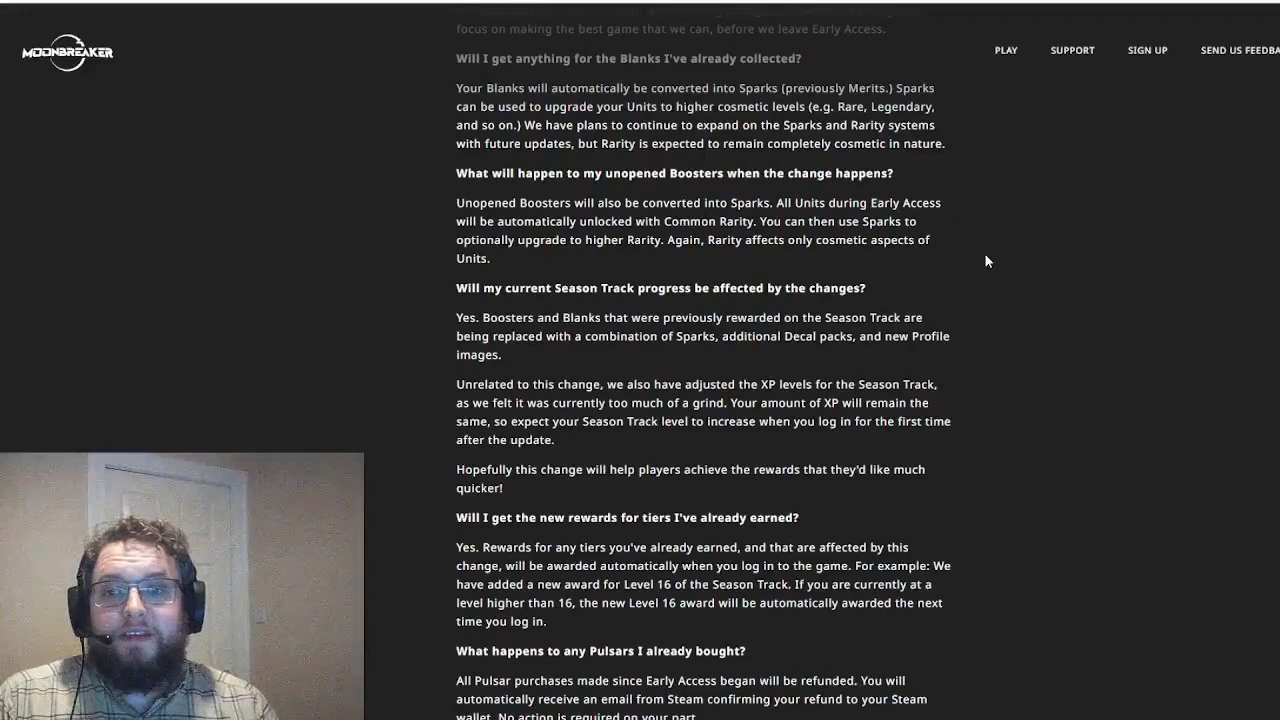 focus on making the best game that we can, before we leave Early Access.
MOONBREAKER
PLAY
SUPPORT
SIGN UP
SEND US FEEDBA
Will I get anything for the Blanks I've already collected?
Your Blanks will automatically be converted into Sparks (previously Merits.) Sparks
can be used to upgrade your Units to higher cosmetic levels (e.g. Rare, Legendary,
and so on.) We have plans to continue to expand on the Sparks and Rarity systems
with future updates, but Rarity is expected to remain completely cosmetic in nature.
What will happen to my unopened Boosters when the change happens?
Unopened Boosters will also be converted into Sparks. All Units during Early Access
will be automatically unlocked with Common Rarity. You can then use Sparks to
optionally upgrade to higher Rarity. Again, Rarity affects only cosmetic aspects of
Units.
Will my current Season Track progress be affected by the changes?
Yes. Boosters and Blanks that were previously rewarded on the Season Track are
being replaced with a combination of Sparks, additional Decal packs, and new Profile
images.
Unrelated to this change, we also have adjusted the XP levels for the Season Track,
as we felt it was currently too much of a grind. Your amount of XP will remain the
same, so expect your Season Track level to increase when you log in for the first time
after the update.
Hopefully this change will help players achieve the rewards that they'd like much
quicker!
Will I get the new rewards for tiers I've already earned?
Yes. Rewards for any tiers you've already earned, and that are affected by this
change, will be awarded automatically when you log in to the game. For example: We
have added a new award for Level 16 of the Season Track. If you are currently at a
level higher than 16, the new Level 16 award will be automatically awarded the next
time you log in.
What happens to any Pulsars I already bought?
All Pulsar purchases made since Early Access began will be refunded. You will
automatically receive an email from Steam confirming your refund to your Steam
wallet. No action is required on your part.